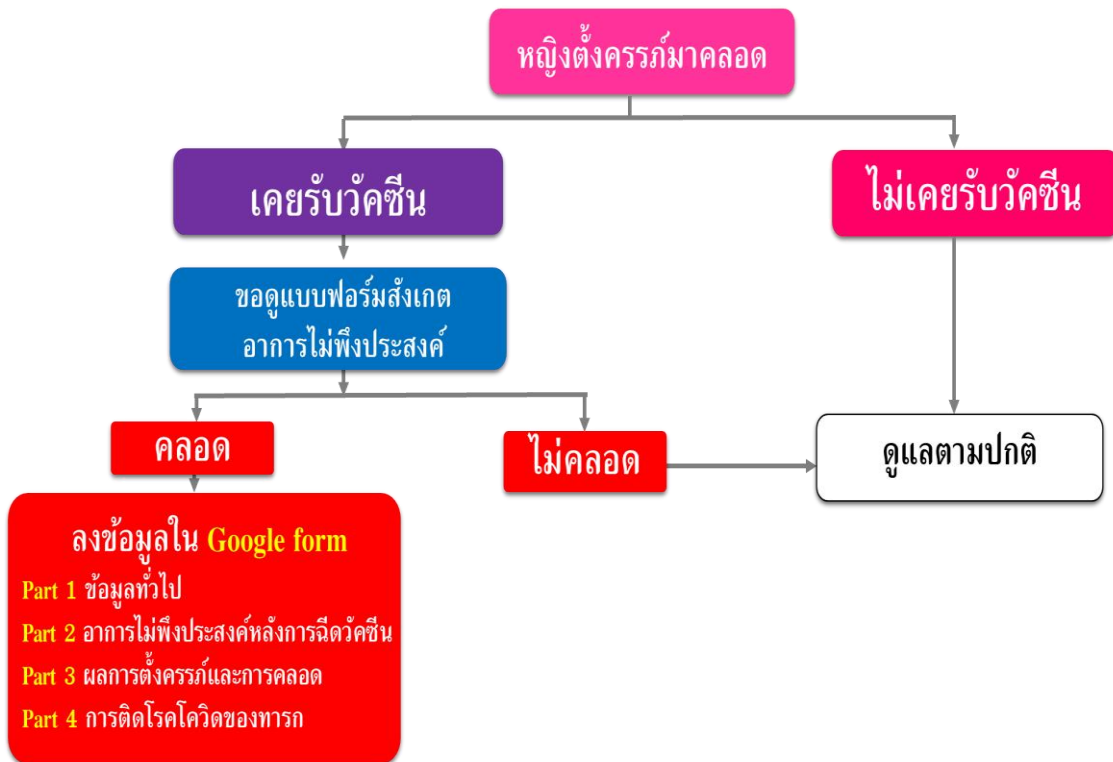 หญิงตั้งครรภ์มาคลอด
เคยรับวัคซีน
ไม่เคยรับวัคซีน
ขอดูแบบฟอร์มสังเกต
อาการไม่พึงประสงค์
คลอด
ไม่คลอด
ดูแลตามปกติ
ลงข้อมูลใน Google form
Part 1 ข้อมูลทั่วไป
Part 2 อาการไม่พึงประสงค์หลังการฉีดวัคซีน
Part 3 ผลการตั้งครรภ์และการคลอด
Part 4 การติดโรคโควิดของทารก